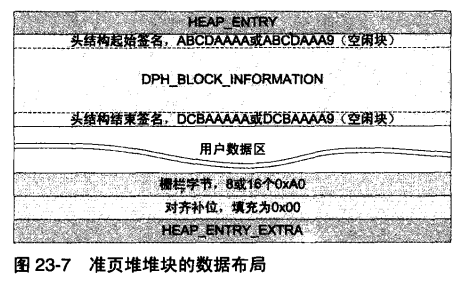 HEAP_ENTRY
头结构起始签名，ABCDAAAA或ABCDAAA9（空闲块）
DPH_BLOCK_INFORMATION
头结构结束签名，DCBAAAAA或DCBAAAA9（空闲块）
用户数据区
栅栏字节，8或16个0xA0
对齐补位，填充为0x00
HEAP_ENTRY_EXTRA
图 23-7 准页堆堆块的数据布局